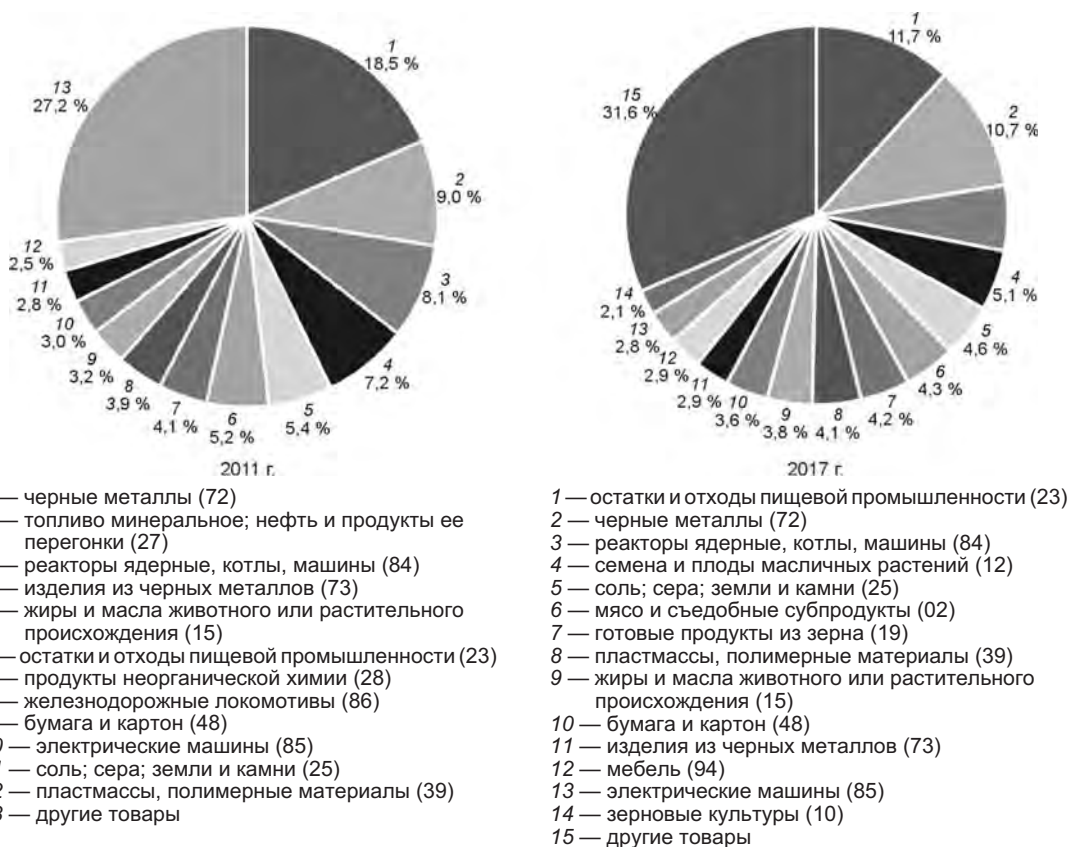 1
18,5 %
2
9,0 %
3
8,1 %
4
7,2 %
5
5,4 %
6
5,2 %
7
4,1 %
8
3,9 %
9
3,2 %
10
3,0 %
11
2,8 %
12
2,5 %
13
27,2 %
2011 г.
— черные металлы (72)
— топливо минеральное; нефть и продукты ее
перегонки (27)
— реакторы ядерные, котлы, машины (84)
— изделия из черных металлов (73)
— жиры и масла животного или растительного
происхождения (15)
— остатки и отходы пищевой промышленности (23)
— продукты неорганической химии (28)
— железнодорожные локомотивы (86)
— бумага и картон (48)
— электрические машины (85)
— соль; сера; земли и камни (25)
— пластмассы, полимерные материалы (39)
— другие товары
1
11,7 %
2
10,7 %
4
5,1 %
5
4,6 %
6
4,3 %
7
4,2 %
8
4,1 %
9
3,8 %
10
3,6 %
11
2,9 %
12
2,9 %
13
2,8 %
14
2,1 %
15
31,6 %
2017 г.
1 — остатки и отходы пищевой промышленности (23)
2 — черные металлы (72)
3 — реакторы ядерные, котлы, машины (84)
4 — семена и плоды масличных растений (12)
5 — соль; сера; земли и камни (25)
6 — мясо и съедобные субпродукты (02)
7 — готовые продукты из зерна (19)
8 — пластмассы, полимерные материалы (39)
9 — жиры и масла животного или растительного
происхождения (15)
10 — бумага и картон (48)
11 — изделия из черных металлов (73)
12 — мебель (94)
13 — электрические машины (85)
14 — зерновые культуры (10)
15 — другие товары